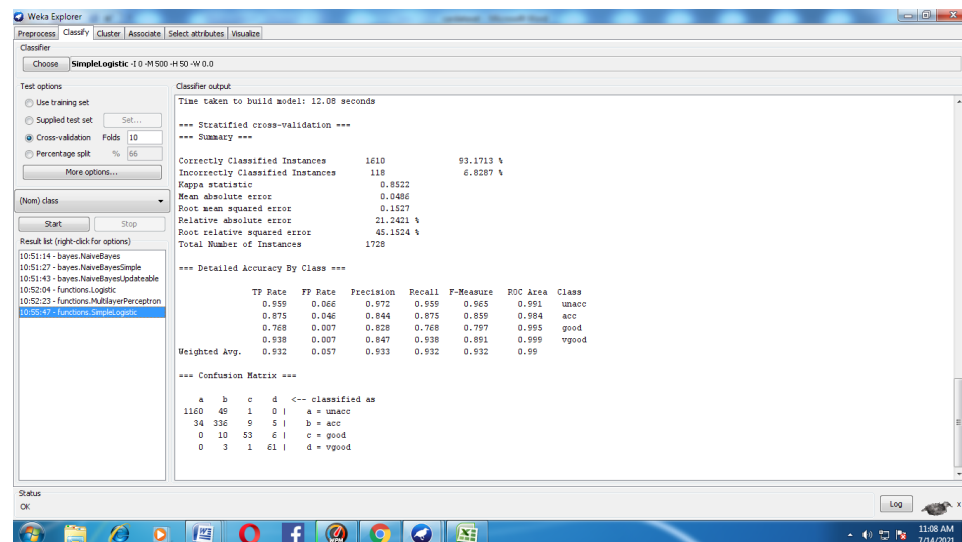 Weka Explorer
Preprocess Classify Cluster Associate Select attributes Visualize
Classifier
Choose SimpleLogistic -I 0 -M 500 -H 50 -W 0.0
Test options
Use training set
Supplied test set Set...
Cross-validation Folds 10
Percentage split % 66
More options...
(Nom) class
Start Stop
Result list (right-click for options)
10:51:14 - bayes.NaiveBayes
10:51:27 - bayes.NaiveBayesSimple
10:51:43 - bayes.NaiveBayesUpdateable
10:52:04 - functions.Logistic
10:52:23 - functions.MultilayerPerceptron
10:55:47 - functions.SimpleLogistic
Classifier output
Time taken to build model: 12.08 seconds
=== Stratified cross-validation ===
=== Summary ===
Correctly Classified Instances 1610 93.1713 %
Incorrectly Classified Instances 118 6.8287 %
Kappa statistic 0.8522
Mean absolute error 0.0486
Root mean squared error 0.1527
Relative absolute error 21.2421 %
Root relative squared error 45.1524 %
Total Number of Instances 1728
=== Detailed Accuracy By Class ===
TP Rate FP Rate Precision Recall F-Measure ROC Area Class
0.959 0.066 0.972 0.959 0.965 0.991 unacc
0.875 0.046 0.844 0.875 0.859 0.984 acc
0.768 0.007 0.828 0.768 0.797 0.995 good
0.938 0.007 0.847 0.938 0.891 0.999 vgood
Weighted Avg. 0.932 0.057 0.933 0.932 0.932 0.99
=== Confusion Matrix ===
a b c d <-- classified as
1160 49 1 0 | a = unacc
34 336 9 5 | b = acc
0 10 53 6 | c = good
0 3 1 61 | d = vgood
Status
OK
Log x 0
WPM
11:08 AM
7/14/2021